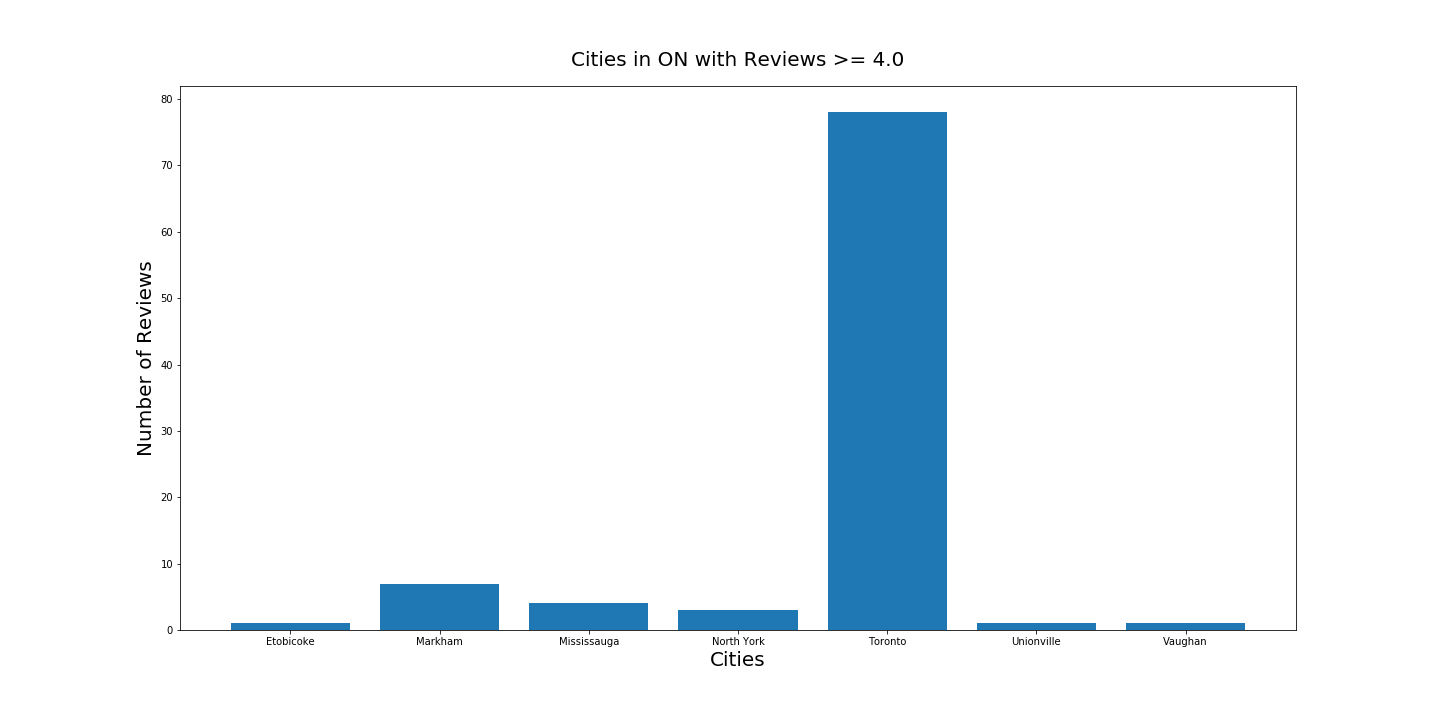 Cities in ON with Reviews >= 4.0
Number of Reviews
80
70
60
50
40
30
20
10
0
Etobicoke Markham Mississauga North York Toronto Unionville Vaughan
Cities